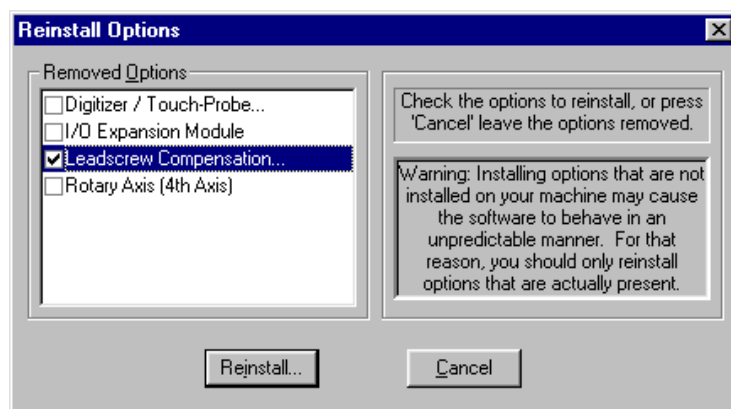 Reinstall Options
Removed Options
Digitizer / Touch-Probe...
I/O Expansion Module
Leadscrew Compensation...
Rotary Axis (4th Axis)
Check the options to reinstall, or press
'Cancel' leave the options removed.
Warning: Installing options that are not
installed on your machine may cause
the software to behave in an
unpredictable manner.  For that
reason, you should only reinstall
options that are actually present.
Reinstall...
Cancel